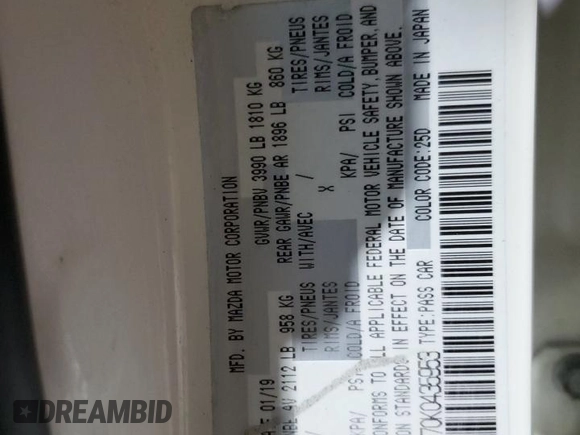 MFD. BY MAZDA MOTOR CORPORATION
01/19 GVWR/PNBV 3990 LB 1810 KG
AV 2112 LB 958 KG REAR GAWR/PNBE AR 1896 LB 860 KG
TIRES/PNEUS WITH/AVEC / TIRES/PNEUS
RIMS/JANTES X RIMS/JANTES
KPA/ PSI COLD/A FROID KPA/ PSI COLD/A FROID
TO ALL APPLICABLE FEDERAL MOTOR VEHICLE SAFETY, BUMPER, AND
STANDARDS IN EFFECT ON THE DATE OF MANUFACTURE SHOWN ABOVE.
TYPE:PASS CAR COLOR CODE:25D MADE IN JAPAN
DREAMBID